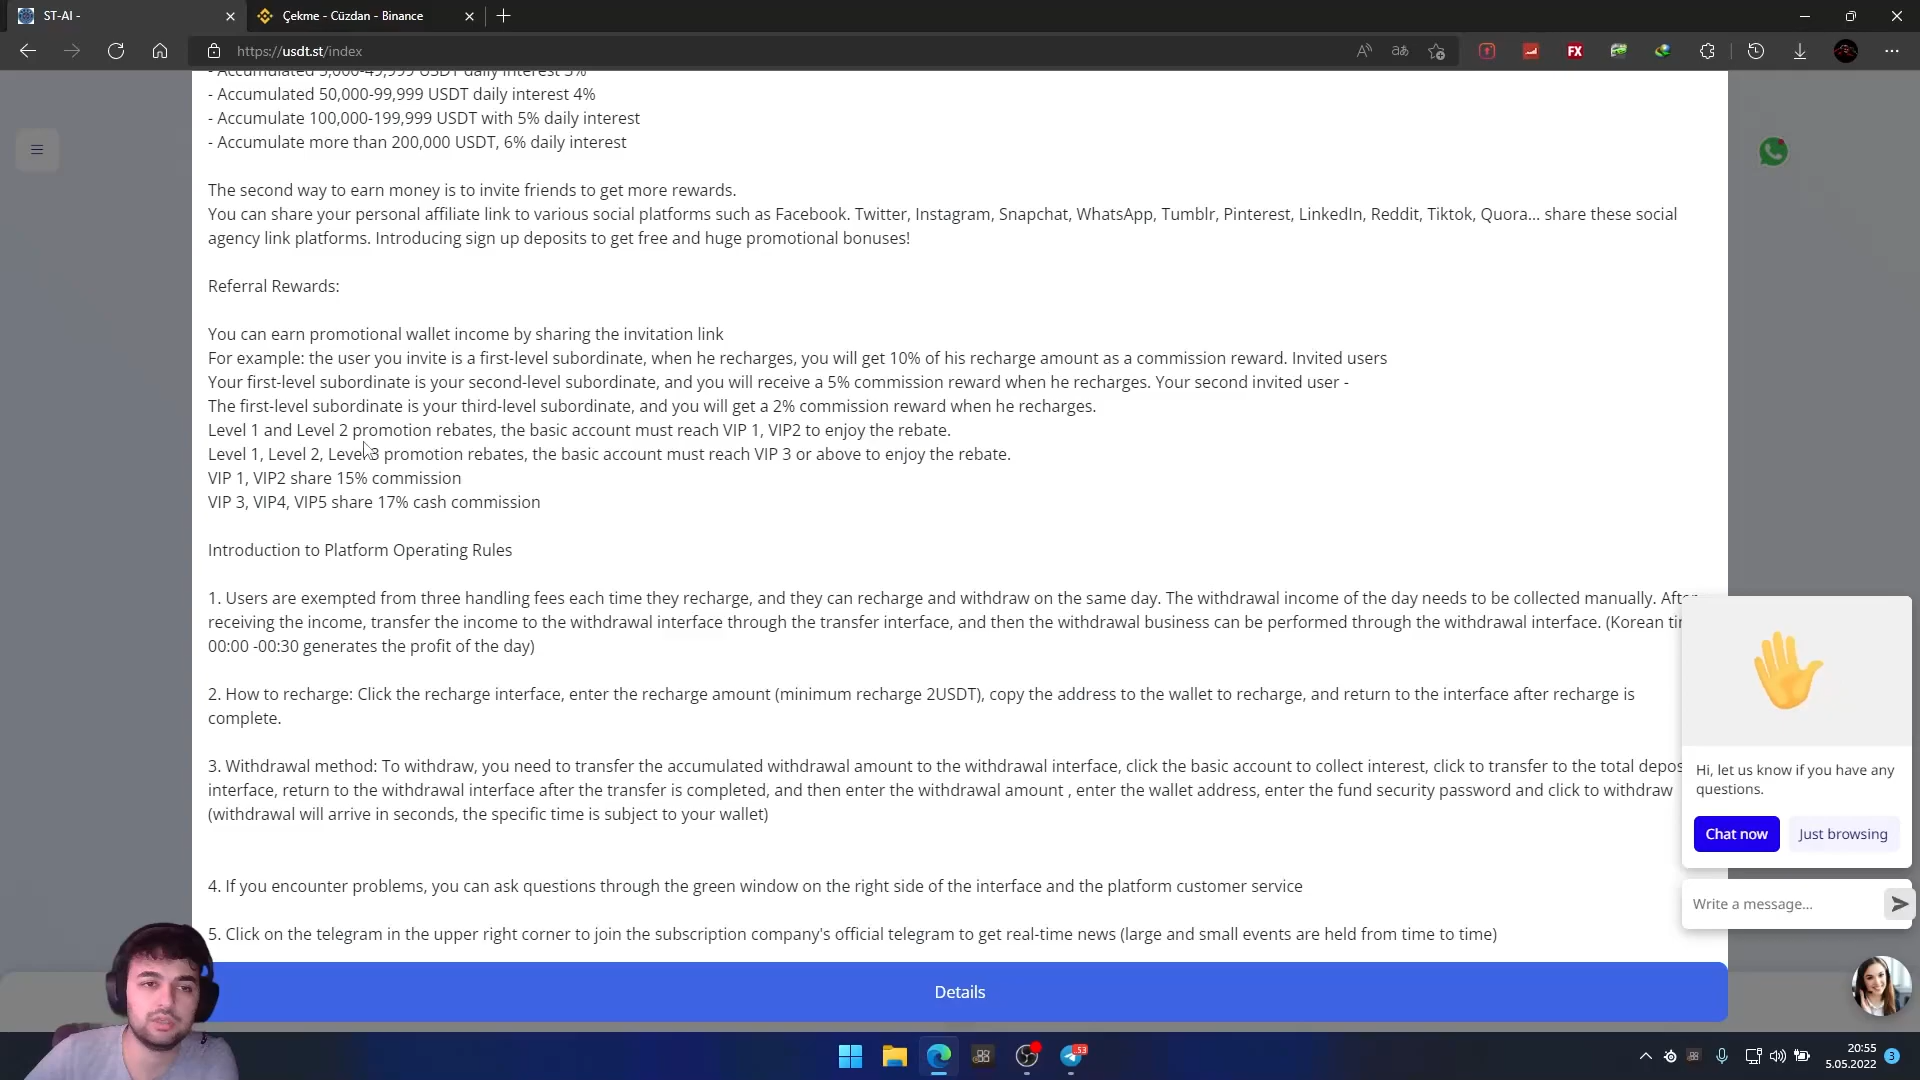 ST-AI -
Çekme - Cüzdan - Binance
https://usdt.st/index
- Accumulated 5,000-49,999 USDT daily interest 3%
- Accumulated 50,000-99,999 USDT daily interest 4%
- Accumulate 100,000-199,999 USDT with 5% daily interest
- Accumulate more than 200,000 USDT, 6% daily interest
The second way to earn money is to invite friends to get more rewards.
You can share your personal affiliate link to various social platforms such as Facebook. Twitter, Instagram, Snapchat, WhatsApp, Tumblr, Pinterest, LinkedIn, Reddit, Tiktok, Quora... share these social
agency link platforms. Introducing sign up deposits to get free and huge promotional bonuses!
Referral Rewards:
You can earn promotional wallet income by sharing the invitation link
For example: the user you invite is a first-level subordinate, when he recharges, you will get 10% of his recharge amount as a commission reward. Invited users
Your first-level subordinate is your second-level subordinate, and you will receive a 5% commission reward when he recharges. Your second invited user -
The first-level subordinate is your third-level subordinate, and you will get a 2% commission reward when he recharges.
Level 1 and Level 2 promotion rebates, the basic account must reach VIP 1, VIP2 to enjoy the rebate.
Level 1, Level 2, Level 3 promotion rebates, the basic account must reach VIP 3 or above to enjoy the rebate.
VIP 1, VIP2 share 15% commission
VIP 3, VIP4, VIP5 share 17% cash commission
Introduction to Platform Operating Rules
1. Users are exempted from three handling fees each time they recharge, and they can recharge and withdraw on the same day. The withdrawal income of the day needs to be collected manually. After
receiving the income, transfer the income to the withdrawal interface through the transfer interface, and then the withdrawal business can be performed through the withdrawal interface. (Korean
00:00 -00:30 generates the profit of the day)
2. How to recharge: Click the recharge interface, enter the recharge amount (minimum recharge 2USDT), copy the address to the wallet to recharge, and return to the interface after recharge is
complete.
3. Withdrawal method: To withdraw, you need to transfer the accumulated withdrawal amount to the withdrawal interface, click the basic account to collect interest, click to transfer to the total
interface, return to the withdrawal interface after the transfer is completed, and then enter the withdrawal amount , enter the wallet address, enter the fund security password and click to withdraw
(withdrawal will arrive in seconds, the specific time is subject to your wallet)
4. If you encounter problems, you can ask questions through the green window on the right side of the interface and the platform customer service
5. Click on the telegram in the upper right corner to join the subscription company's official telegram to get real-time news (large and small events are held from time to time)
Details
Hi, let us know if you have any
questions.
Chat now
Just browsing
Write a message...
FX
53
20:55
5.05.2022
3